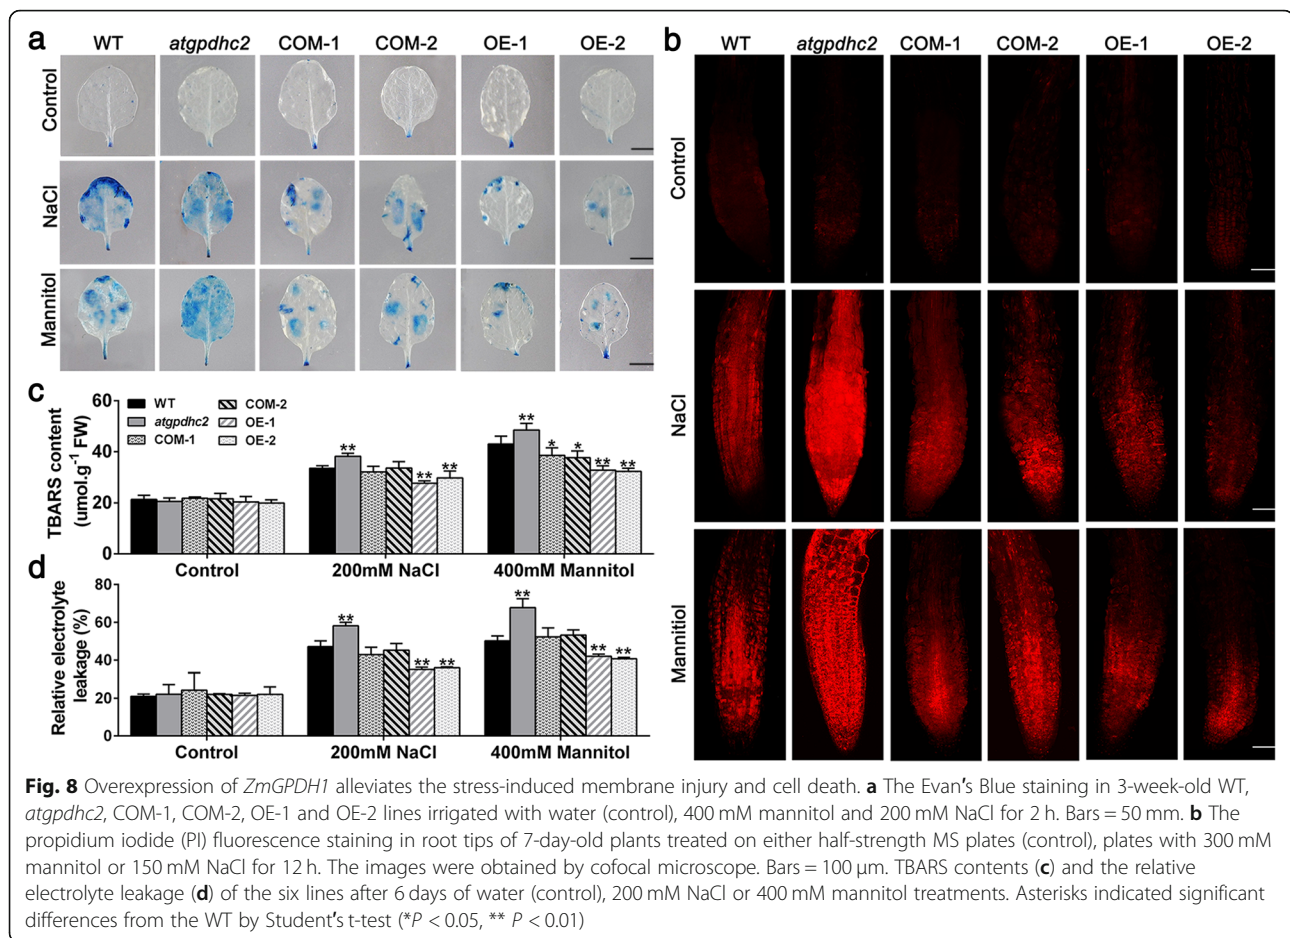 a
WT atgpdhc2 COM-1 COM-2 OE-1 OE-2
Control
NaCl
Mannitol
b
WT atgpdhc2 COM-1 COM-2 OE-1 OE-2
Control
NaCl
Mannitiol
c
WT
atgpdhc2
COM-1
COM-2
OE-1
OE-2
TBARS content
(umol.g⁻¹ FW)
60
40
20
0
** ** ** ** * * ** **
Control 200mM NaCl 400mM Mannitol
d
Relative electrolyte
leakage (%)
80
60
40
20
0
** ** ** ** ** **
Control 200mM NaCl 400mM Mannitol
Fig. 8 Overexpression of ZmGPDH1 alleviates the stress-induced membrane injury and cell death. a The Evan's Blue staining in 3-week-old WT,
atgpdhc2, COM-1, COM-2, OE-1 and OE-2 lines irrigated with water (control), 400 mM mannitol and 200 mM NaCl for 2 h. Bars = 50 mm. b The
propidium iodide (PI) fluorescence staining in root tips of 7-day-old plants treated on either half-strength MS plates (control), plates with 300 mM
mannitol or 150 mM NaCl for 12 h. The images were obtained by cofocal microscope. Bars = 100 μm. TBARS contents (c) and the relative
electrolyte leakage (d) of the six lines after 6 days of water (control), 200 mM NaCl or 400 mM mannitol treatments. Asterisks indicated significant
differences from the WT by Student's t-test (*P < 0.05, ** P < 0.01)